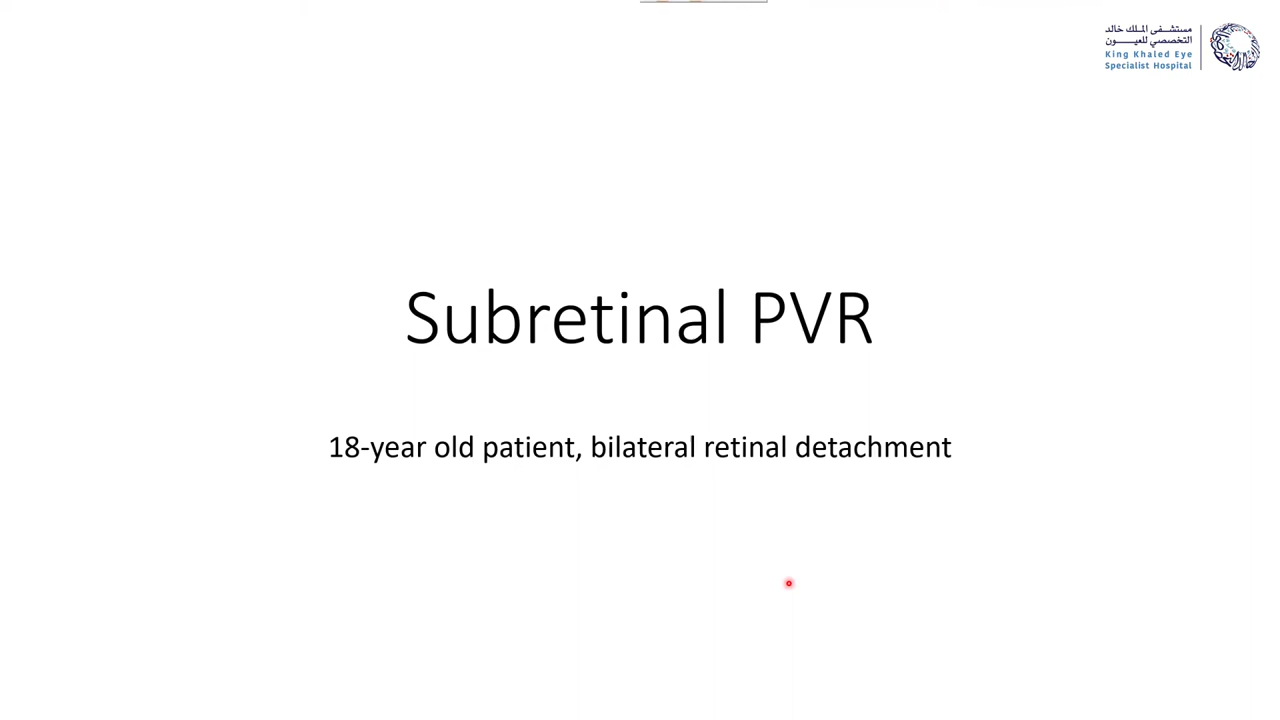 مستشفى الملك خالد
التخصصي للعيون
King Khaled Eye
Specialist Hospital
Subretinal PVR
18-year old patient, bilateral retinal detachment